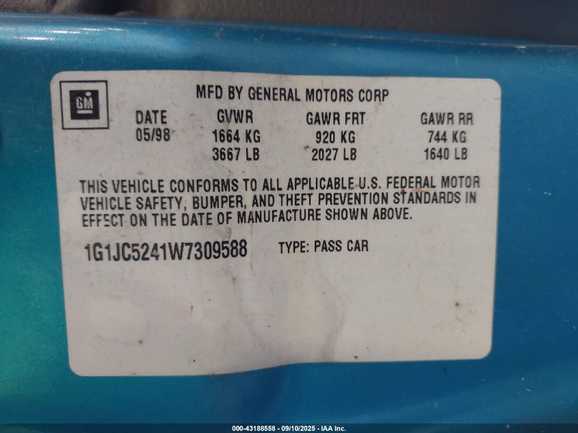 MFD BY GENERAL MOTORS CORP
GM
DATE GVWR GAWR FRT GAWR RR
05/98 1664 KG 920 KG 744 KG
3667 LB 2027 LB 1640 LB
THIS VEHICLE CONFORMS TO ALL APPLICABLE U.S. FEDERAL MOTOR
VEHICLE SAFETY, BUMPER, AND THEFT PREVENTION STANDARDS IN
EFFECT ON THE DATE OF MANUFACTURE SHOWN ABOVE.
1G1JC5241W7309588 TYPE: PASS CAR
000-43188558 - 09/10/2025 - IAA Inc.